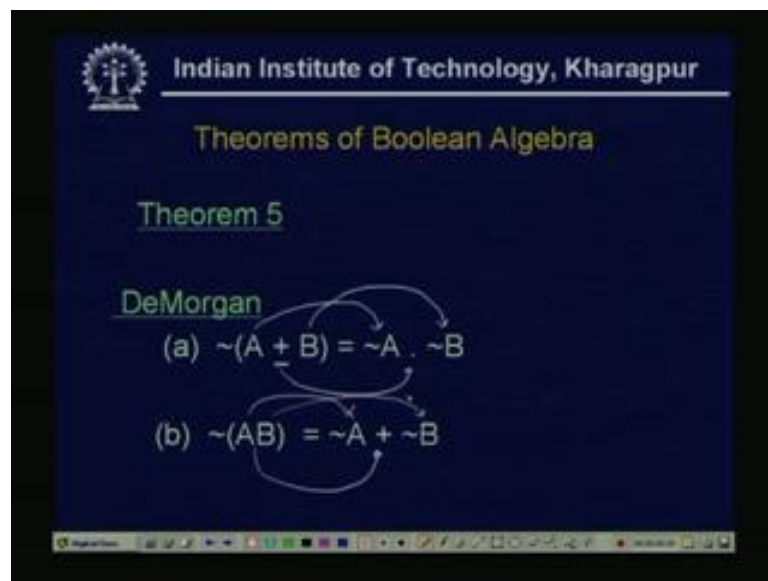 Indian Institute of Technology, Kharagpur
Theorems of Boolean Algebra
Theorem 5
DeMorgan
(a) ~(A + B) = ~A . ~B
(b) ~(AB) = ~A + ~B